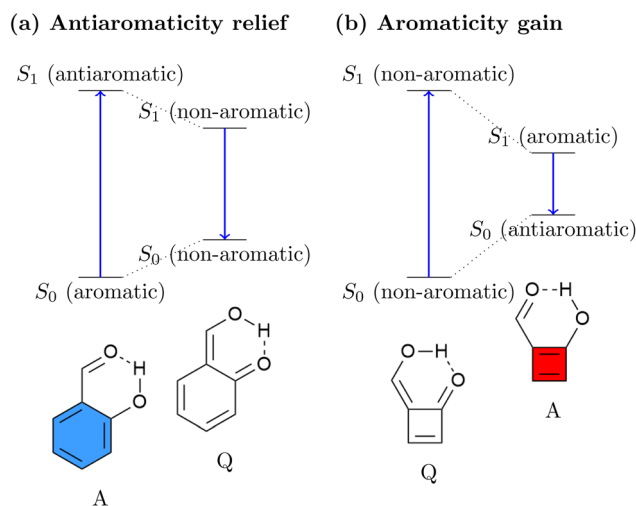 (a) Antiaromaticity relief
S₁ (antiaromatic)
S₁ (non-aromatic)
S₀ (non-aromatic)
S₀ (aromatic)
O
H
O
A
O
H
O
Q
(b) Aromaticity gain
S₁ (non-aromatic)
S₁ (aromatic)
S₀ (antiaromatic)
S₀ (non-aromatic)
O
H
O
Q
O
H
O
A